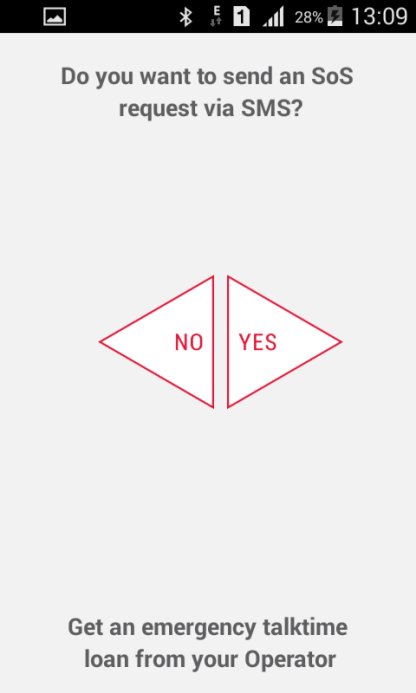 E 1 28% 13:09
Do you want to send an SoS
request via SMS?
NO YES
Get an emergency talktime
loan from your Operator